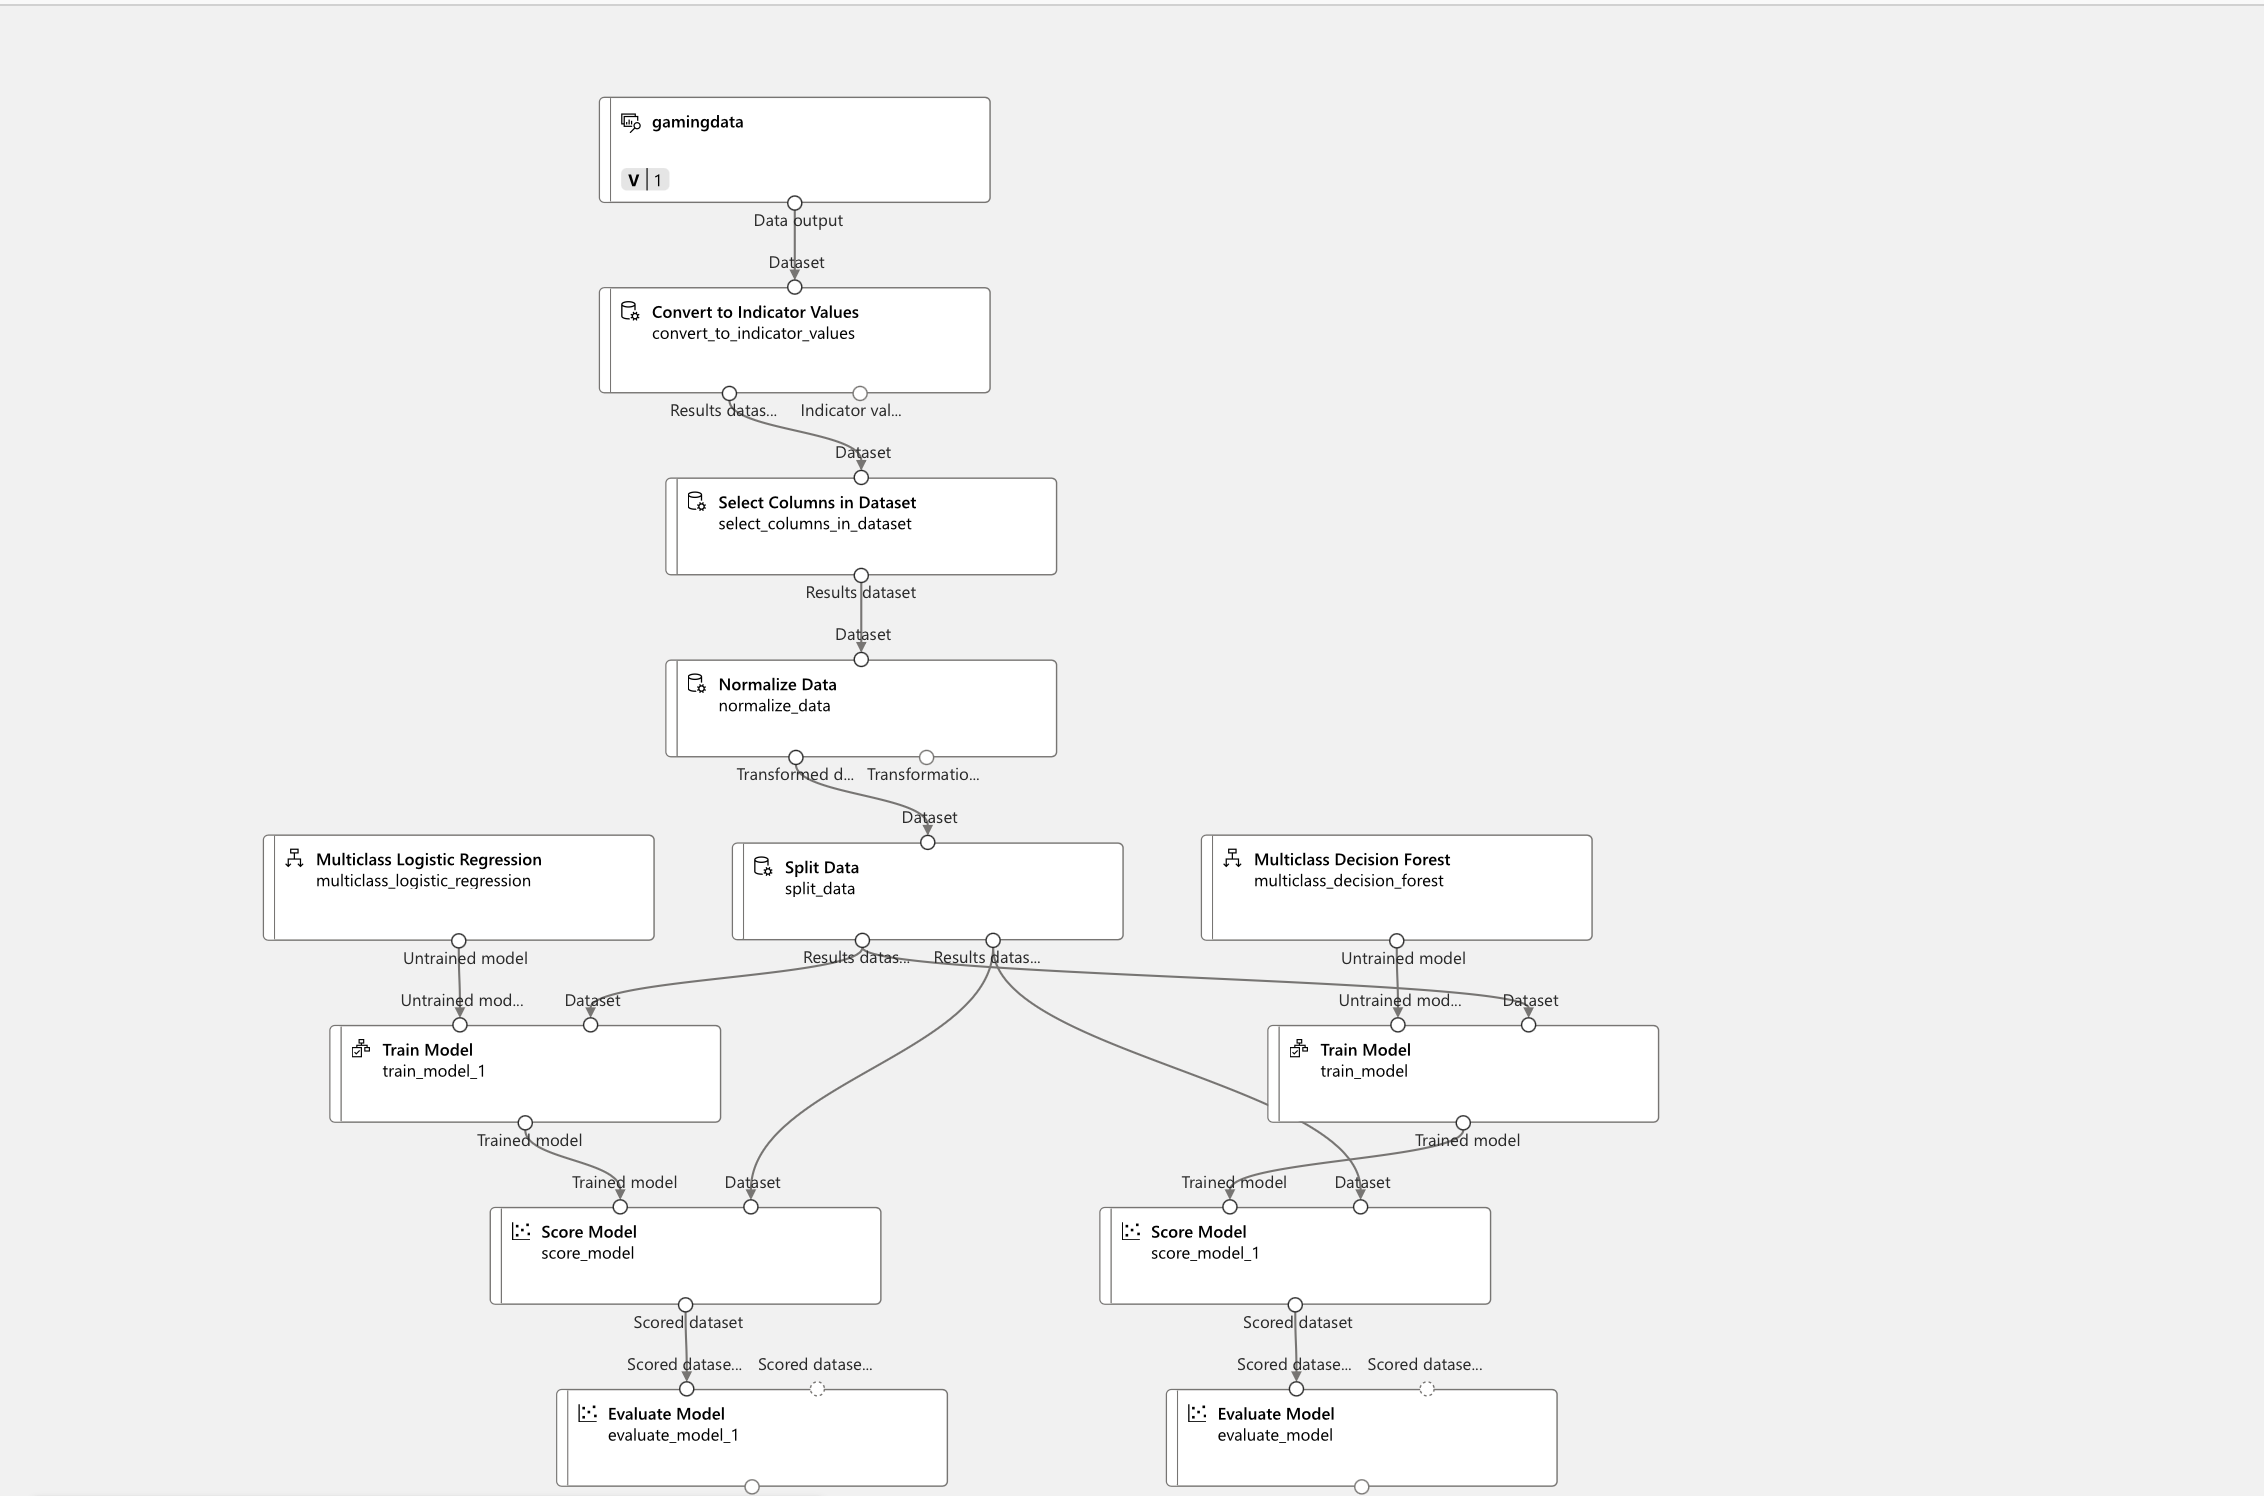 gamingdata
V | 1
Data output
Dataset
Convert to Indicator Values
convert_to_indicator_values
Results datas... Indicator val...
Dataset
Select Columns in Dataset
select_columns_in_dataset
Results dataset
Dataset
Normalize Data
normalize_data
Transformed d... Transformatio...
Dataset
Multiclass Logistic Regression
multiclass_logistic_regression
Split Data
split_data
Multiclass Decision Forest
multiclass_decision_forest
Untrained model
Results datas... Results datas...
Untrained model
Untrained mod... Dataset
Untrained mod... Dataset
Train Model
train_model_1
Train Model
train_model
Trained model
Trained model
Trained model Dataset
Trained model Dataset
Score Model
score_model
Score Model
score_model_1
Scored dataset
Scored dataset
Scored datase... Scored datase...
Scored datase... Scored datase...
Evaluate Model
evaluate_model_1
Evaluate Model
evaluate_model